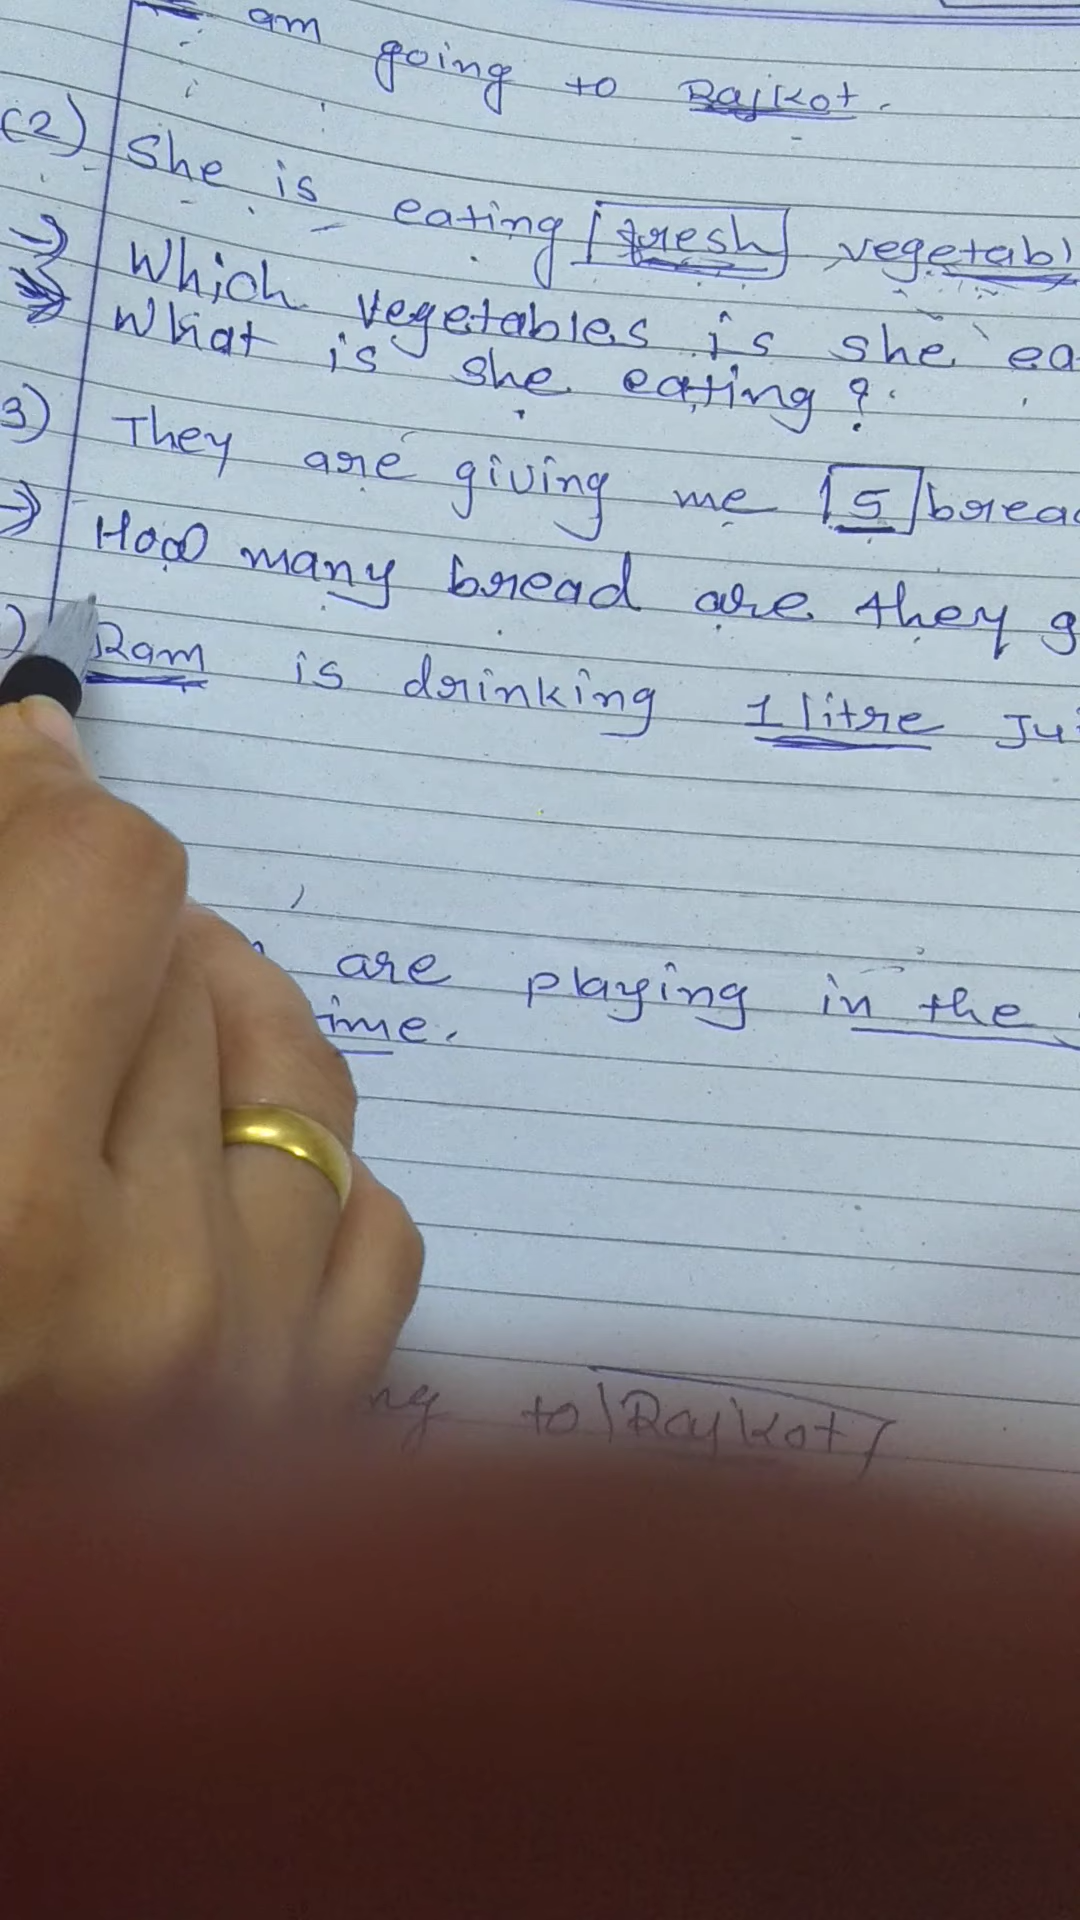 am going to Rajkot.
(2) She is eating fresh vegetabl
→ Which vegetables is she ea
⇒ What is she eating?
3) They are giving me 5 bread
→ How many bread are they g
) Ram is drinking 1 litre Ju
are playing in the
ime.
ng to Rajkot